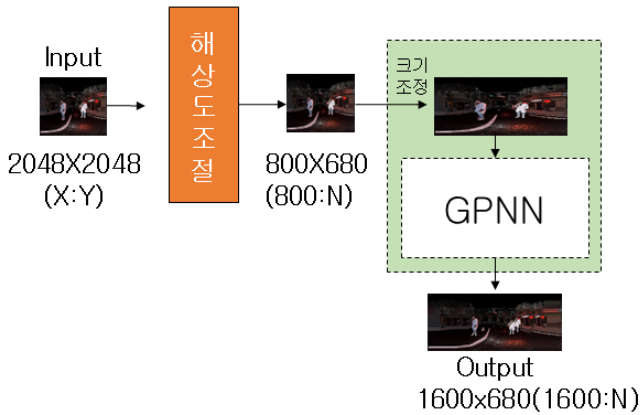 Input
2048X2048
(X:Y)
해
상
도
조
절
800X680
(800:N)
크기
조정
GPNN
Output
1600x680(1600:N)